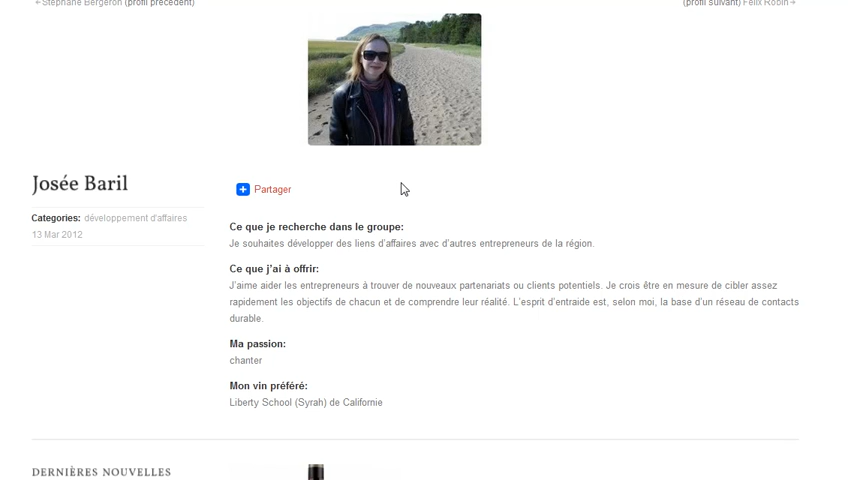 ←Stéphane Bergeron (profil précédent)
(profil suivant) Félix Robin→
Josée Baril
Partager
Categories: développement d'affaires
13 Mar 2012
Ce que je recherche dans le groupe:
Je souhaites développer des liens d'affaires avec d'autres entrepreneurs de la région.
Ce que j'ai à offrir:
J'aime aider les entrepreneurs à trouver de nouveaux partenariats ou clients potentiels. Je crois être en mesure de cibler assez
rapidement les objectifs de chacun et de comprendre leur réalité. L'esprit d'entraide est, selon moi, la base d'un réseau de contacts
durable.
Ma passion:
chanter
Mon vin préféré:
Liberty School (Syrah) de Californie
DERNIÈRES NOUVELLES